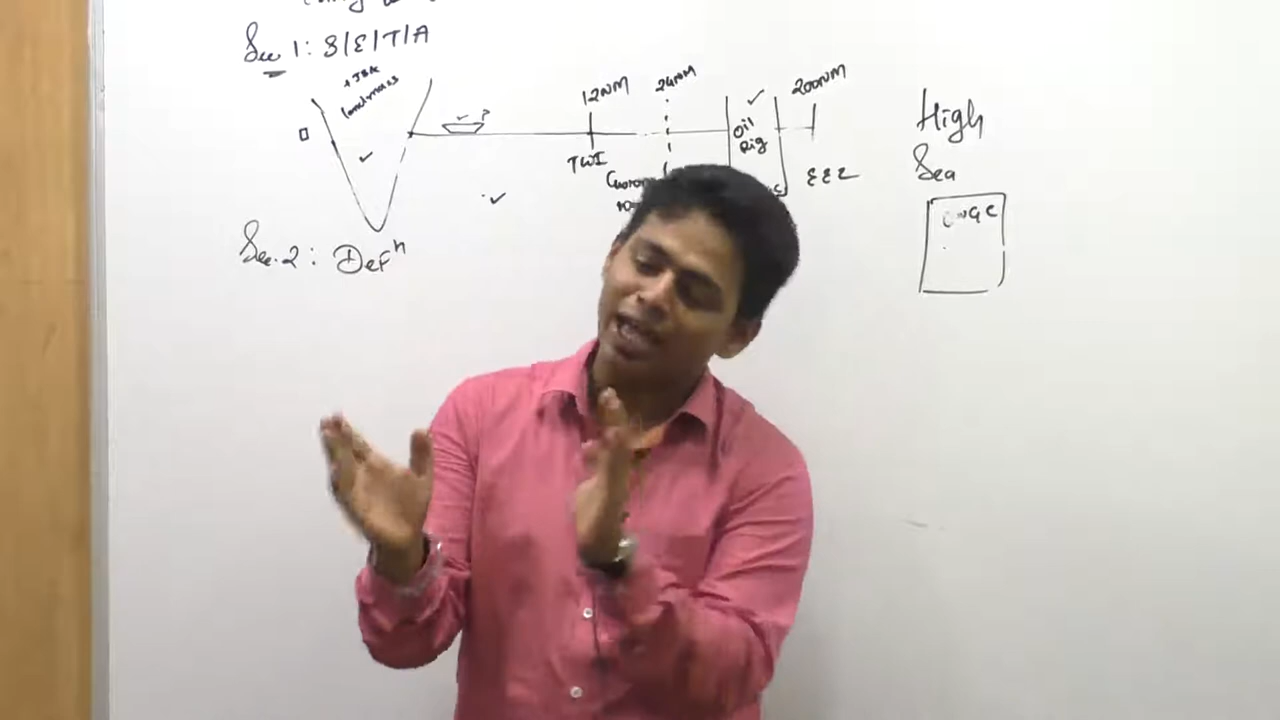 Sec 1: S/E/T/A
+ J&K
landmass
12NM
24NM
200NM
Oil
Rig
TWI
EEZ
High
Sea
ONGC
Sec. 2: Defⁿ